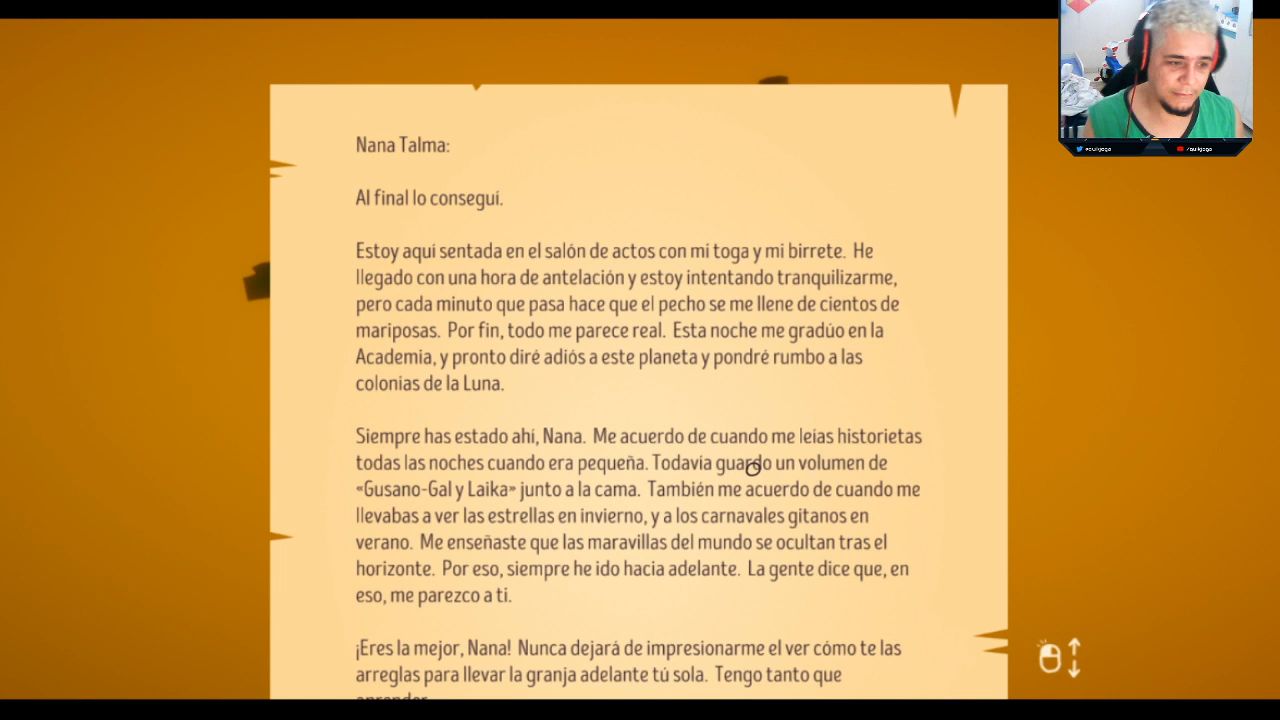 @quikjogo
/quikjogo
Nana Talma:
Al final lo conseguí.
Estoy aquí sentada en el salón de actos con mi toga y mi birrete. He
llegado con una hora de antelación y estoy intentando tranquilizarme,
pero cada minuto que pasa hace que el pecho se me llene de cientos de
mariposas. Por fin, todo me parece real. Esta noche me gradúo en la
Academia, y pronto diré adiós a este planeta y pondré rumbo a las
colonias de la Luna.
Siempre has estado ahí, Nana. Me acuerdo de cuando me leías historietas
todas las noches cuando era pequeña. Todavía guardo un volumen de
«Gusano-Gal y Laika» junto a la cama. También me acuerdo de cuando me
llevabas a ver las estrellas en invierno, y a los carnavales gitanos en
verano. Me enseñaste que las maravillas del mundo se ocultan tras el
horizonte. Por eso, siempre he ido hacia adelante. La gente dice que, en
eso, me parezco a ti.
¡Eres la mejor, Nana! Nunca dejará de impresionarme el ver cómo te las
arreglas para llevar la granja adelante tú sola. Tengo tanto que
aprender